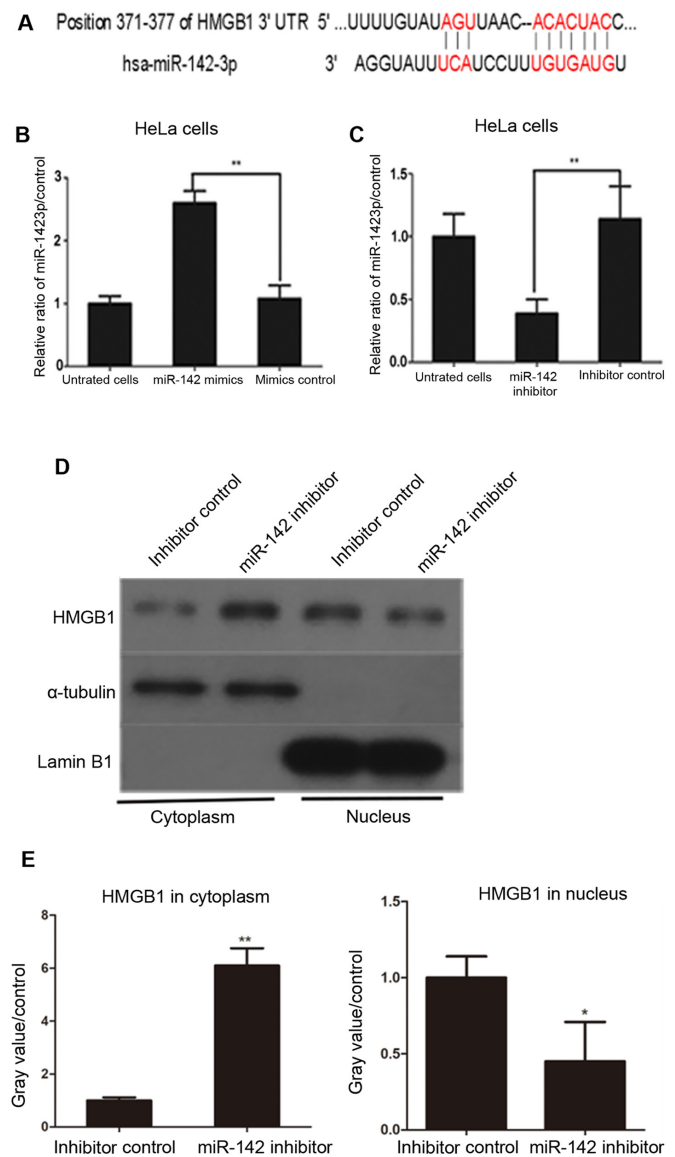 A
Position 371-377 of HMGB1 3' UTR 5' ...UUUUGUAUAGUUUAAC--ACACUACC...
hsa-miR-142-3p 3' AGGUAUUUCAUCCUUUGUGAUGU
B
HeLa cells
Relative ratio of miR-1423p/control
3
2
1
0
**
Untrated cells
miR-142 mimics
Mimics control
C
HeLa cells
Relative ratio of miR-1423p/control
1.5
1.0
0.5
0.0
**
Untrated cells
miR-142 inhibitor
Inhibitor control
D
Inhibitor control
miR-142 inhibitor
Inhibitor control
miR-142 inhibitor
HMGB1
α-tubulin
Lamin B1
Cytoplasm
Nucleus
E
HMGB1 in cytoplasm
Gray value/control
8
6
4
2
0
**
Inhibitor control
miR-142 inhibitor
HMGB1 in nucleus
Gray value/control
1.5
1.0
0.5
0.0
*
Inhibitor control
miR-142 inhibitor